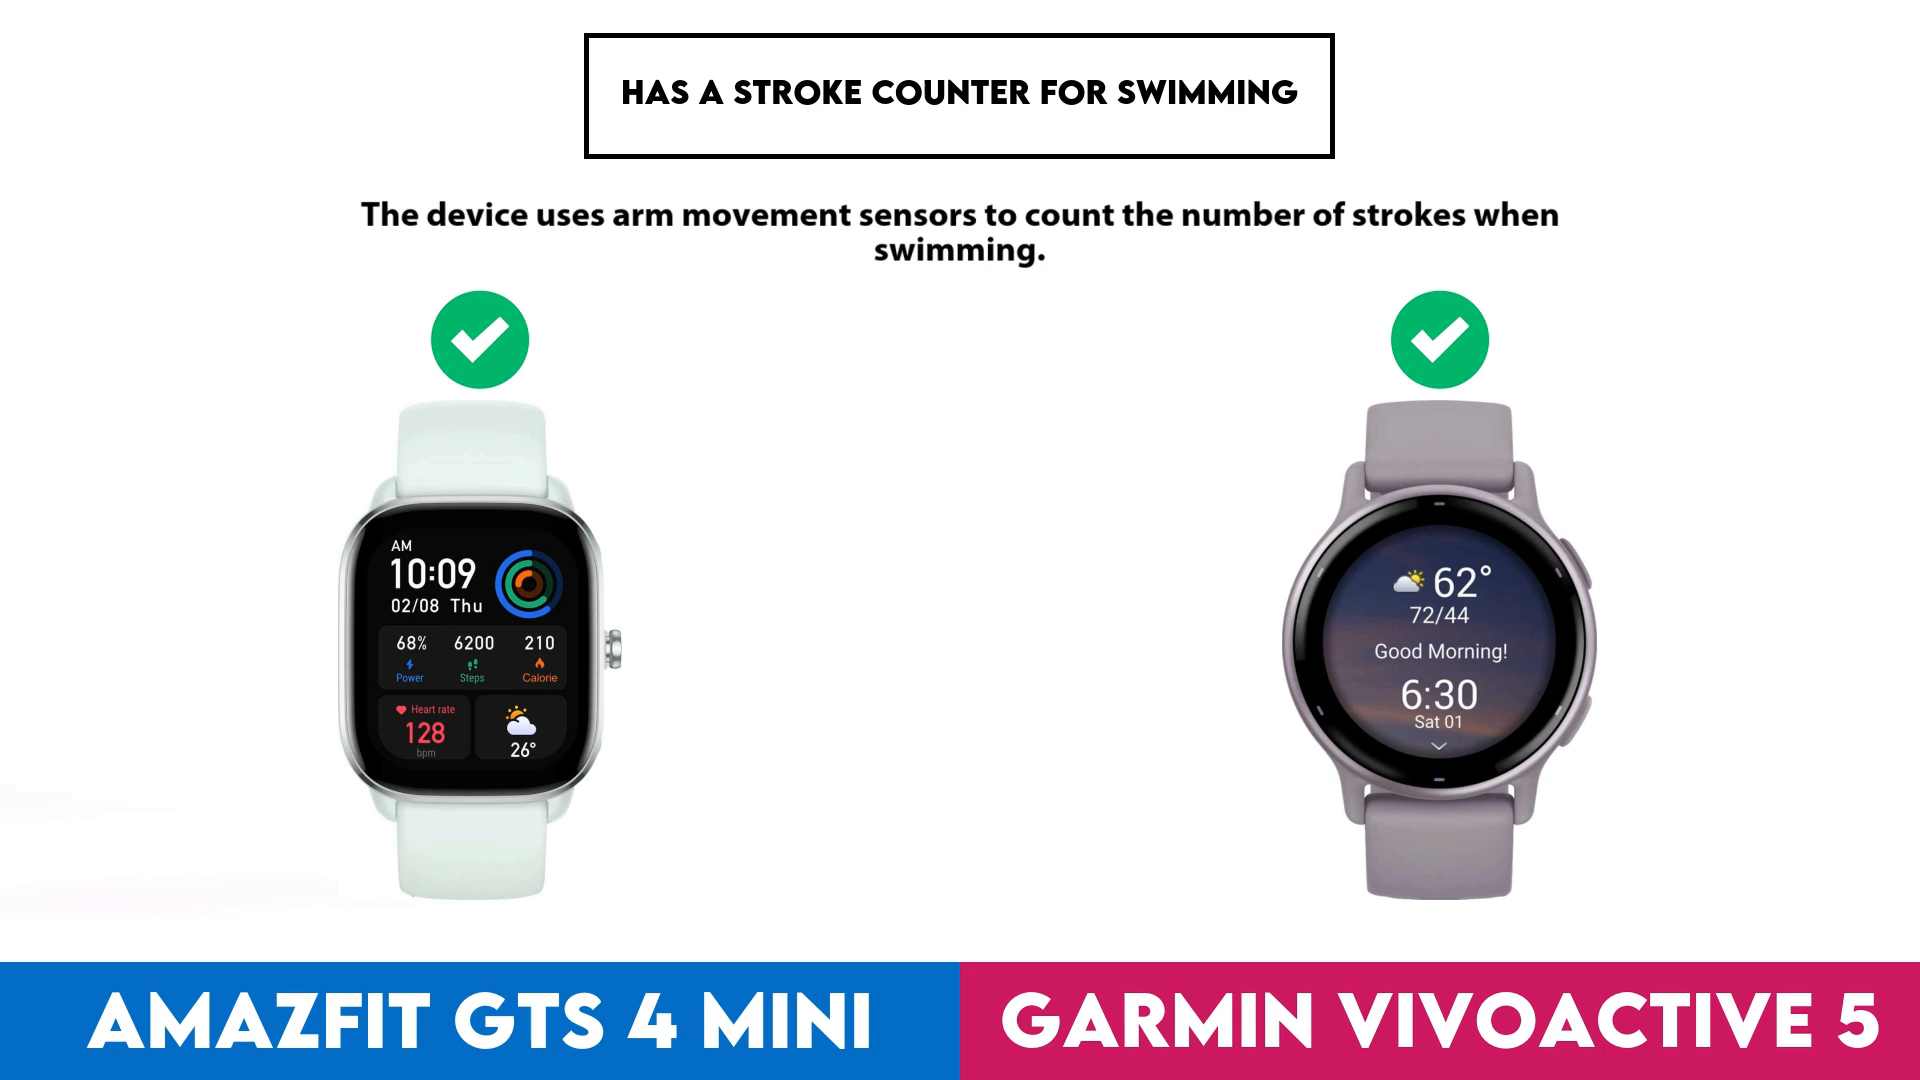 HAS A STROKE COUNTER FOR SWIMMING
The device uses arm movement sensors to count the number of strokes when
swimming.
AM
10:09
02/08 Thu
68% 6200 210
Power Steps Calorie
Heart rate
128
bpm
26°
62°
72/44
Good Morning!
6:30
Sat 01
AMAZFIT GTS 4 MINI
GARMIN VIVOACTIVE 5